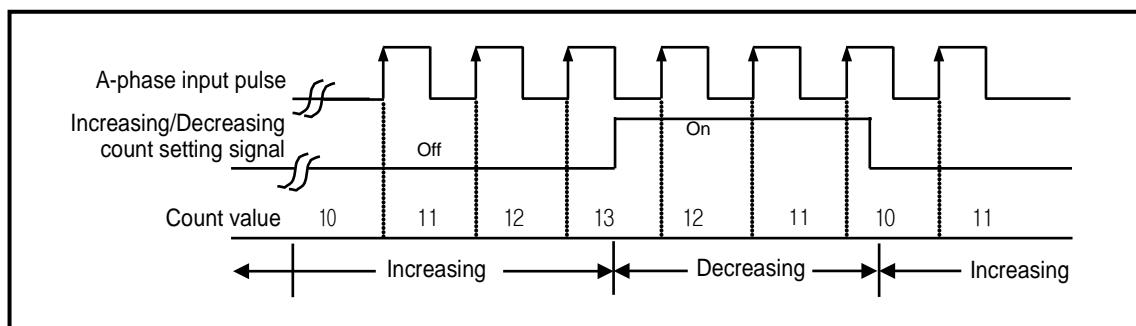 A-phase input pulse
Increasing/Decreasing
count setting signal
Off
On
Count value
10 11 12 13 12 11 10 11
Increasing
Decreasing
Increasing